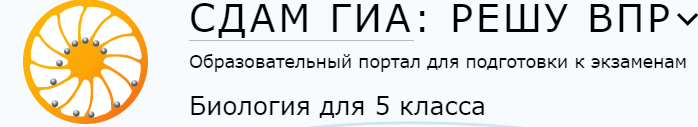 СДАМ ГИА: РЕШУ ВПР
Образовательный портал для подготовки к экзаменам
Биология для 5 класса